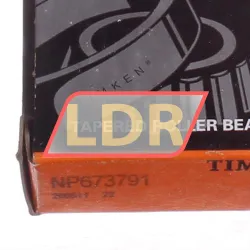 TIMKEN®
LDR
TAPERED ROLLER BEA
TIM
NP673791